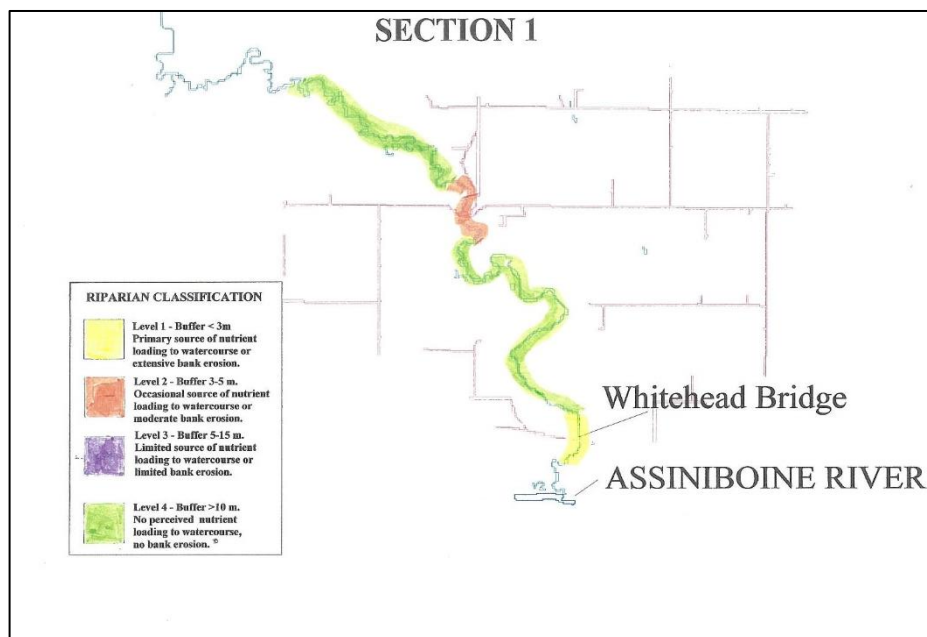 SECTION 1
RIPARIAN CLASSIFICATION
Level 1 - Buffer < 3m
Primary source of nutrient
loading to watercourse or
extensive bank erosion.
Level 2 - Buffer 3-5 m.
Occasional source of nutrient
loading to watercourse or
moderate bank erosion.
Level 3 - Buffer 5-15 m.
Limited source of nutrient
loading to watercourse or
limited bank erosion.
Level 4 - Buffer >10 m.
No perceived nutrient
loading to watercourse,
no bank erosion.
Whitehead Bridge
ASSINIBOINE RIVER